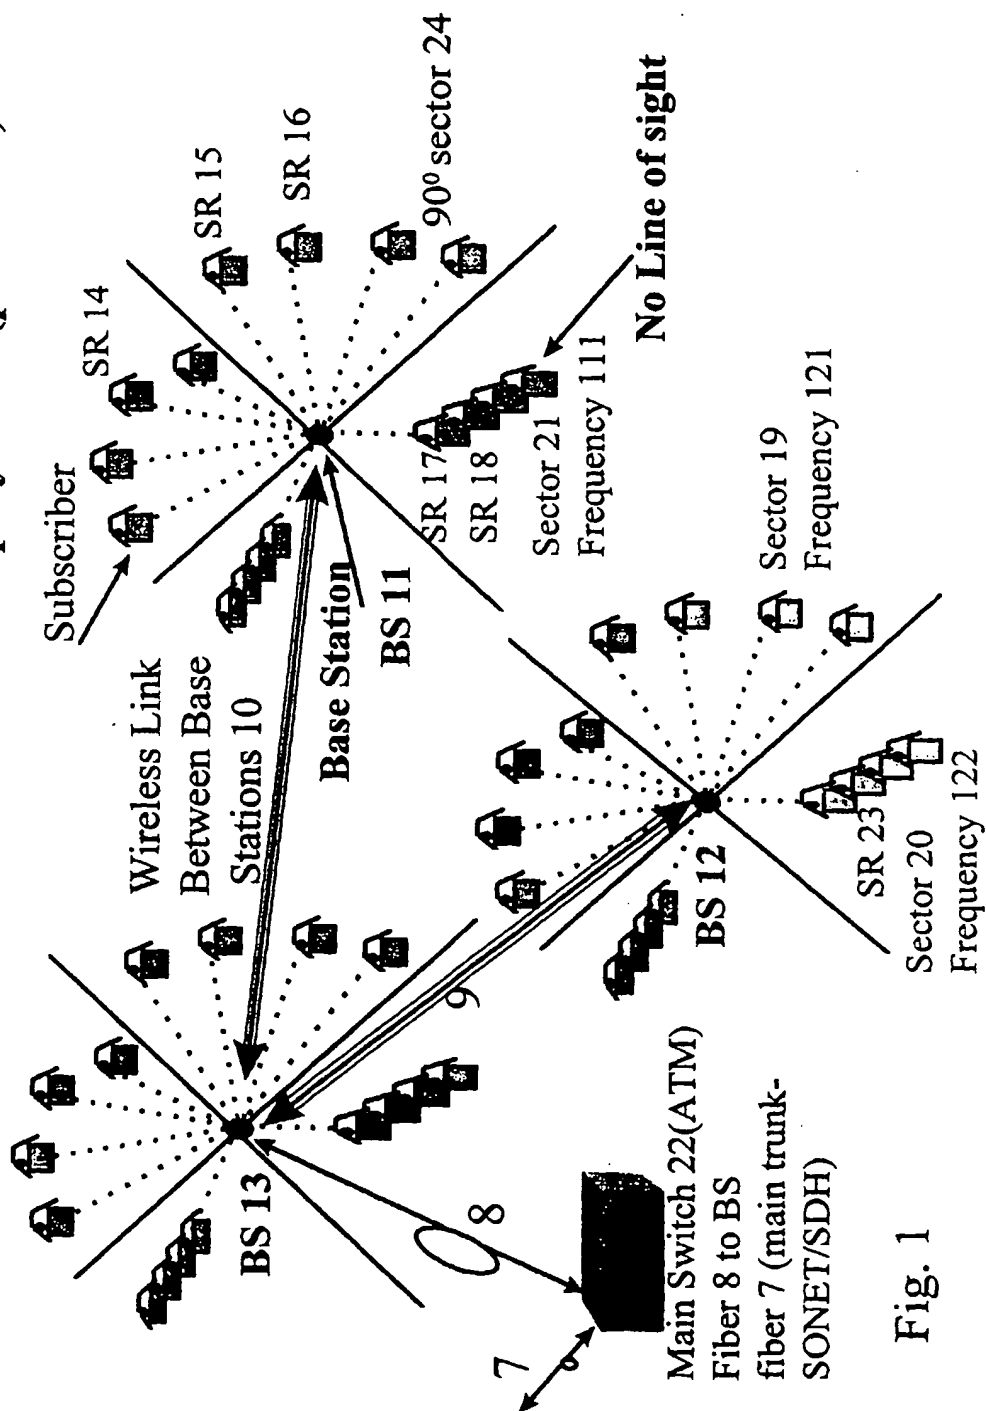 Subscriber
SR 14
SR 15
SR 16
90⁰ sector 24
No Line of sight
Wireless Link
Between Base
Stations 10
Base Station
BS 11
SR 17
SR 18
Sector 21
Frequency 111
Sector 19
Frequency 121
BS 13
9
BS 12
SR 23
Sector 20
Frequency 122
8
7
Main Switch 22(ATM)
Fiber 8 to BS
fiber 7 (main trunk-
SONET/SDH)
Fig. 1